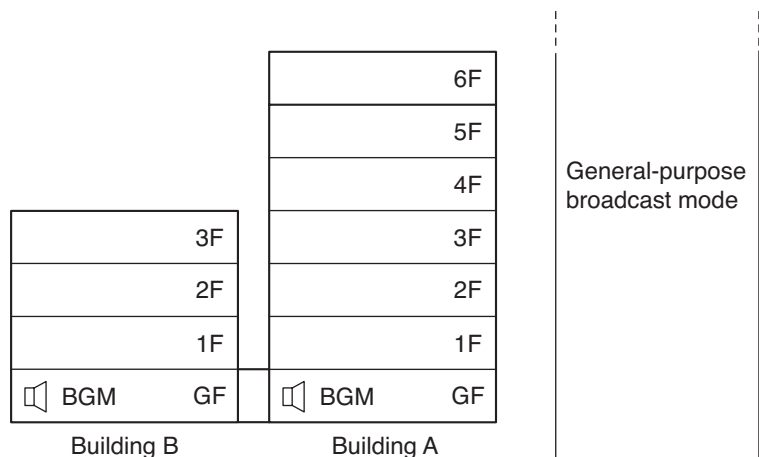 6F
5F
4F
General-purpose
broadcast mode
3F 3F
2F 2F
1F 1F
BGM GF BGM GF
Building B Building A